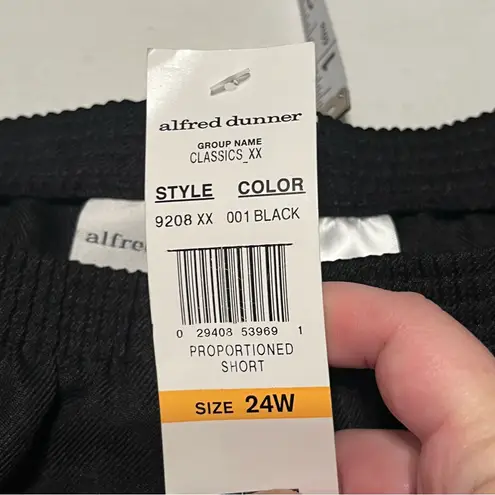 alfred dunner
GROUP NAME
CLASSICS_XX
STYLE COLOR
9208 XX 001 BLACK
alfre
0 29408 53969 1
PROPORTIONED
SHORT
SIZE 24W